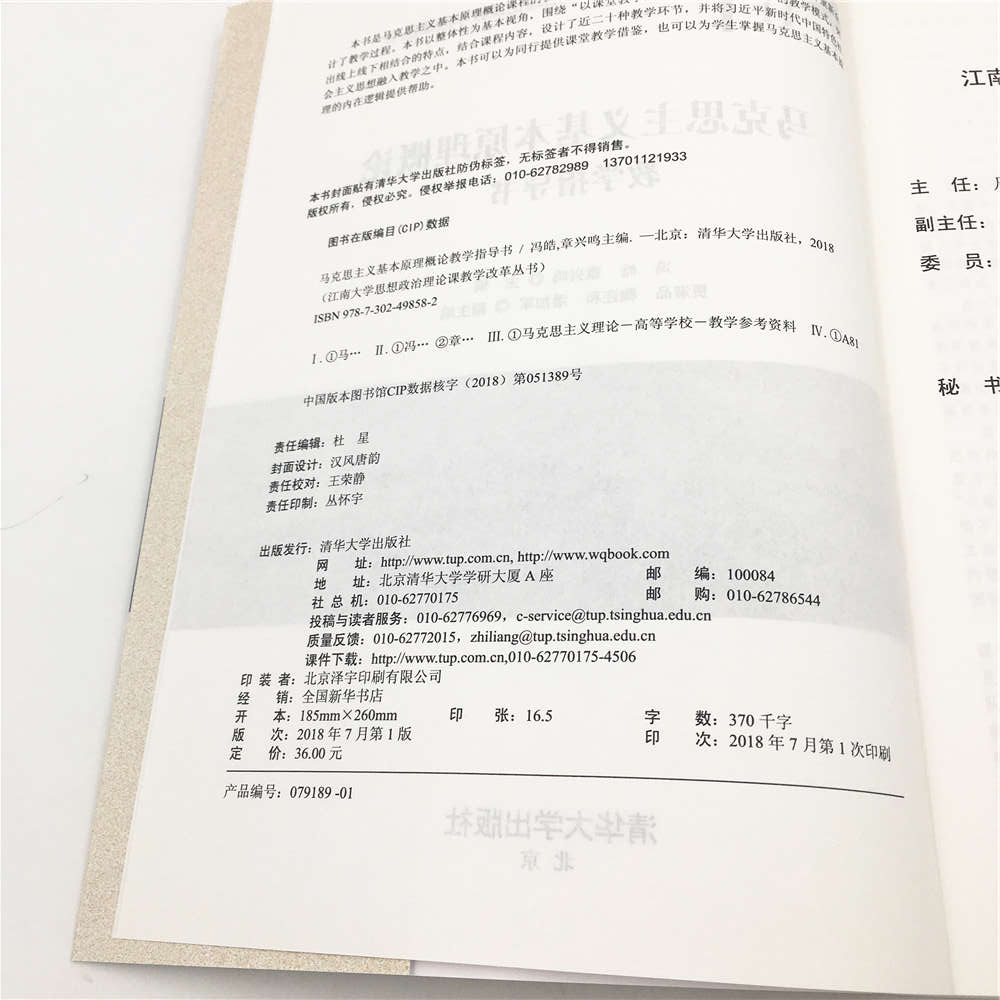 本书是马克思主义基本原理概论课程的
计了教学过程。本书以整体性为基本视角，围绕“以课堂教学 的教学模式，
出线上线下相结合的特点，结合课程内容，设计了近二十种教学环节，并将习近平新时代中国特色
会主义思想融入教学之中。本书可以为同行提供课堂教学借鉴，也可以为学生掌握马克思主义基本原
理的内在逻辑提供帮助。
本书封面贴有清华大学出版社防伪标签，无标签者不得销售。
版权所有，侵权必究。侵权举报电话：010-62782989 13701121933
图书在版编目(CIP)数据
马克思主义基本原理概论教学指导书 / 冯皓,章兴鸣主编. —北京：清华大学出版社，2018
（江南大学思想政治理论课教学改革丛书）
ISBN 978-7-302-49858-2
Ⅰ.①马… Ⅱ.①冯… ②章… Ⅲ.①马克思主义理论－高等学校－教学参考资料 Ⅳ.①A81
中国版本图书馆CIP数据核字（2018）第051389号
责任编辑：杜 星
封面设计：汉风唐韵
责任校对：王荣静
责任印制：丛怀宇
出版发行：清华大学出版社
网 址：http://www.tup.com.cn, http://www.wqbook.com
地 址：北京清华大学学研大厦 A 座 邮 编：100084
社 总 机：010-62770175 邮 购：010-62786544
投稿与读者服务：010-62776969，c-service@tup.tsinghua.edu.cn
质量反馈：010-62772015，zhiliang@tup.tsinghua.edu.cn
课件下载：http://www.tup.com.cn,010-62770175-4506
印 装 者：北京泽宇印刷有限公司
经 销：全国新华书店
开 本：185mm×260mm 印 张：16.5 字 数：370 千字
版 次：2018 年 7 月第 1 版 印 次：2018 年 7 月第 1 次印刷
定 价：36.00 元
产品编号：079189 -01
江南
主 任：
副主任：
委 员：
秘 书